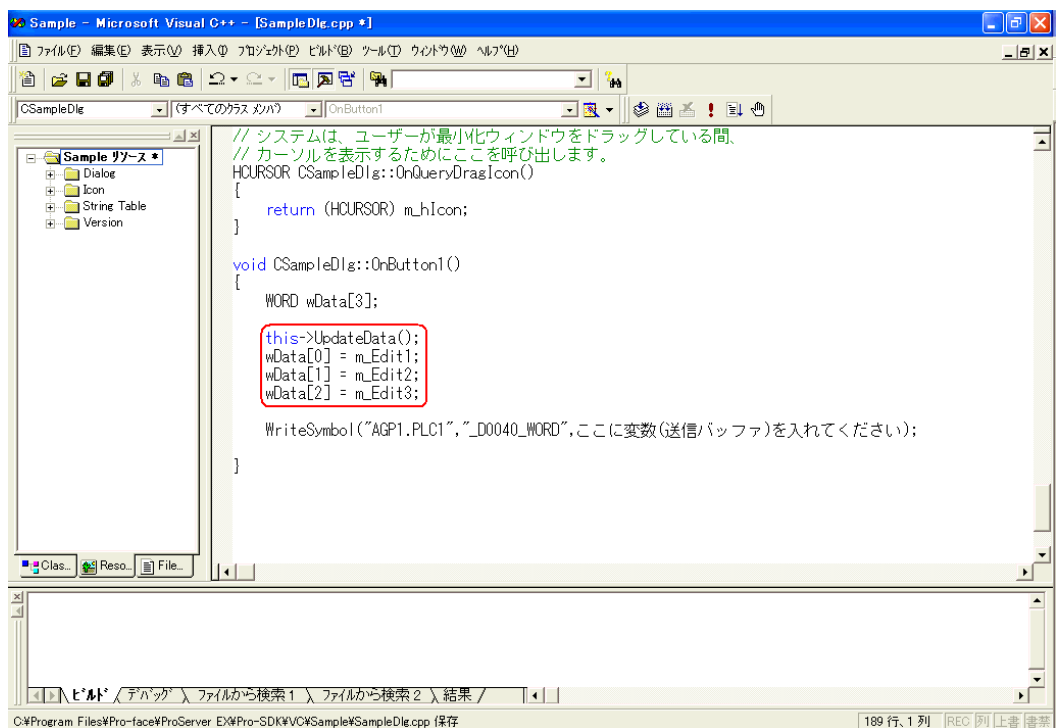 Sample - Microsoft Visual C++ - [SampleDlg.cpp *]
ファイル(F) 編集(E) 表示(V) 挿入(I) プロジェクト(P) ビルド(B) ツール(T) ウィンドウ(W) ヘルプ(H)
CSampleDlg (すべてのクラス メンバ) OnButton1
Sample リソース *
Dialog
Icon
String Table
Version
// システムは、ユーザーが最小化ウィンドウをドラッグしている間、
// カーソルを表示するためにここを呼び出します。
HCURSOR CSampleDlg::OnQueryDragIcon()
{
return (HCURSOR) m_hIcon;
}
void CSampleDlg::OnButton1()
{
WORD wData[3];
this->UpdateData();
wData[0] = m_Edit1;
wData[1] = m_Edit2;
wData[2] = m_Edit3;
WriteSymbol("AGP1.PLC1","_D0040_WORD",ここに変数(送信バッファ)を入れてください);
}
Clas... Reso... File...
ビルド デバッグ ファイルから検索 1 ファイルから検索 2 結果
C:¥Program Files¥Pro-face¥ProServer EX¥Pro-SDK¥VC¥Sample¥SampleDlg.cpp 保存
189 行、1 列 REC 列 上書 書禁